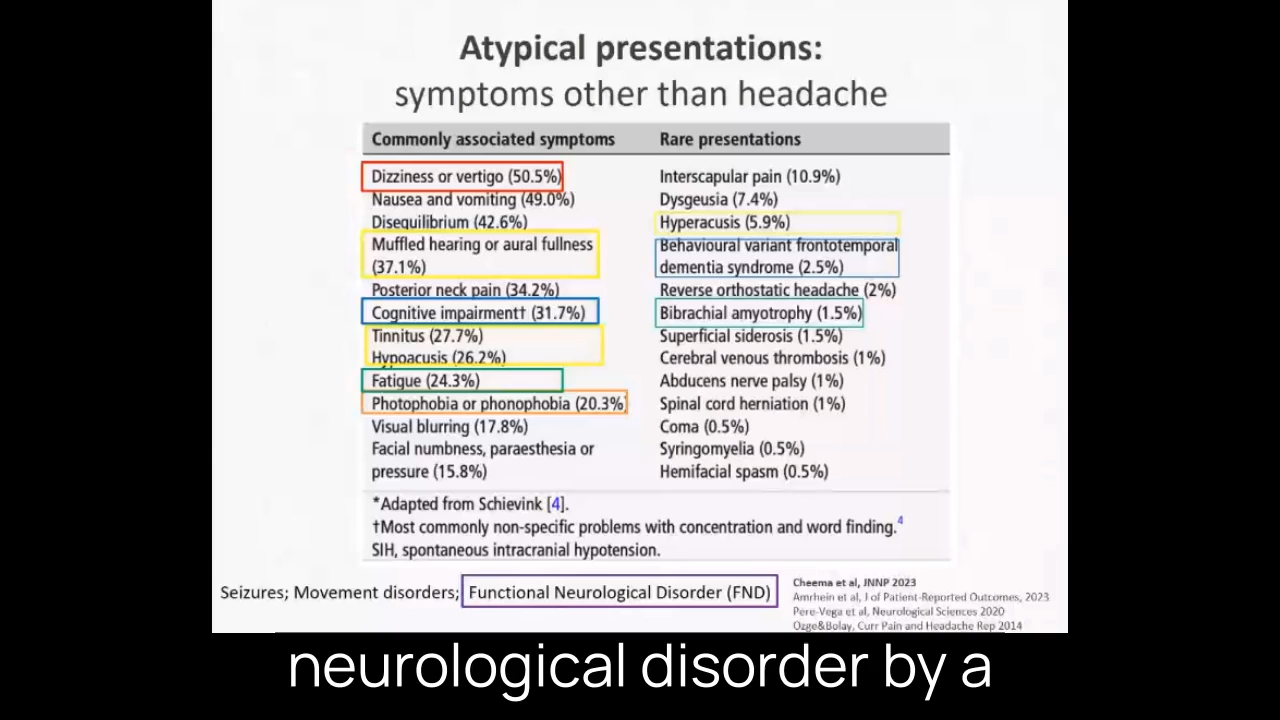 Atypical presentations:
symptoms other than headache
Commonly associated symptoms
Dizziness or vertigo (50.5%)
Nausea and vomiting (49.0%)
Disequilibrium (42.6%)
Muffled hearing or aural fullness
(37.1%)
Posterior neck pain (34.2%)
Cognitive impairment†† (31.7%)
Tinnitus (27.7%)
Hypoacusis (26.2%)
Fatigue (24.3%)
Photophobia or phonophobia (20.3%)
Visual blurring (17.8%)
Facial numbness, paraesthesia or
pressure (15.8%)
Rare presentations
Interscapular pain (10.9%)
Dysgeusia (7.4%)
Hyperacusis (5.9%)
Behavioural variant frontotemporal
dementia syndrome (2.5%)
Reverse orthostatic headache (2%)
Bibrachial amyotrophy (1.5%)
Superficial siderosis (1.5%)
Cerebral venous thrombosis (1%)
Abducens nerve palsy (1%)
Spinal cord herniation (1%)
Coma (0.5%)
Syringomyelia (0.5%)
Hemifacial spasm (0.5%)
*Adapted from Schievink [4].
†Most commonly non-specific problems with concentration and word finding.4
SIH, spontaneous intracranial hypotension.
Seizures; Movement disorders; Functional Neurological Disorder (FND)
Cheema et al, JNNP 2023
Amrhein et al, J of Patient-Reported Outcomes, 2023
Pere-Vega et al, Neurological Sciences 2020
Ozge&Bolay, Curr Pain and Headache Rep 2014
neurological disorder by a